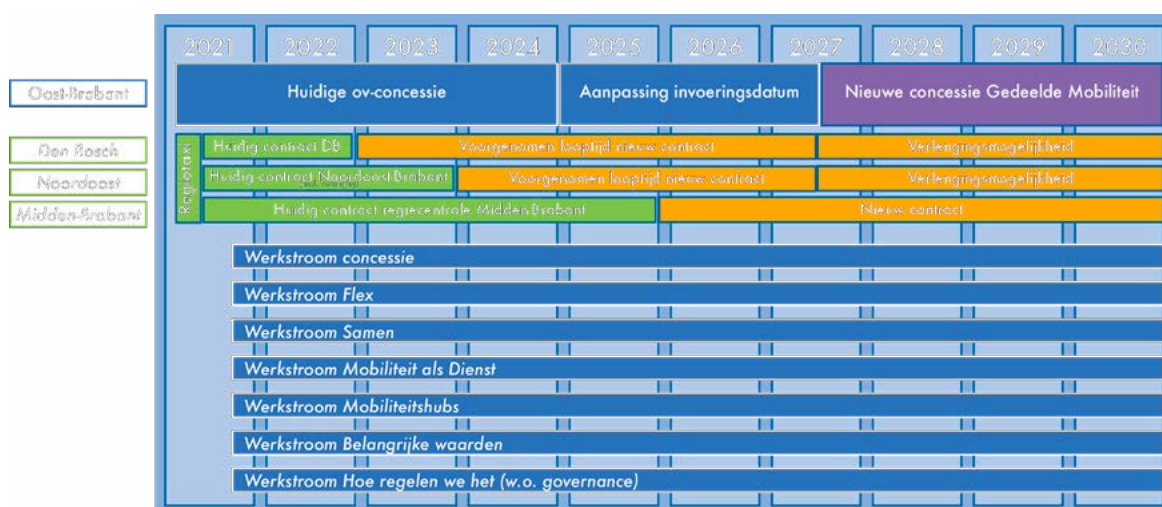 2021 2022 2023 2024 2025 2026 2027 2028 2029 2030
Oost-Brabant Huidige ov-concessie Aanpassing invoeringsdatum Nieuwe concessie Gedeelde Mobiliteit
Regiotaxi
Den Bosch Huidig contract DB Voorgenomen looptijd nieuw contract Verlengingsmogelijkheid
Noordoost Huidig contract Noordoost-Brabant Voorgenomen looptijd nieuw contract Verlengingsmogelijkheid
Midden-Brabant Huidig contract regiecentrale Midden-Brabant Nieuw contract
Werkstroom concessie
Werkstroom Flex
Werkstroom Samen
Werkstroom Mobiliteit als Dienst
Werkstroom Mobiliteitshubs
Werkstroom Belangrijke waarden
Werkstroom Hoe regelen we het (w.o. governance)